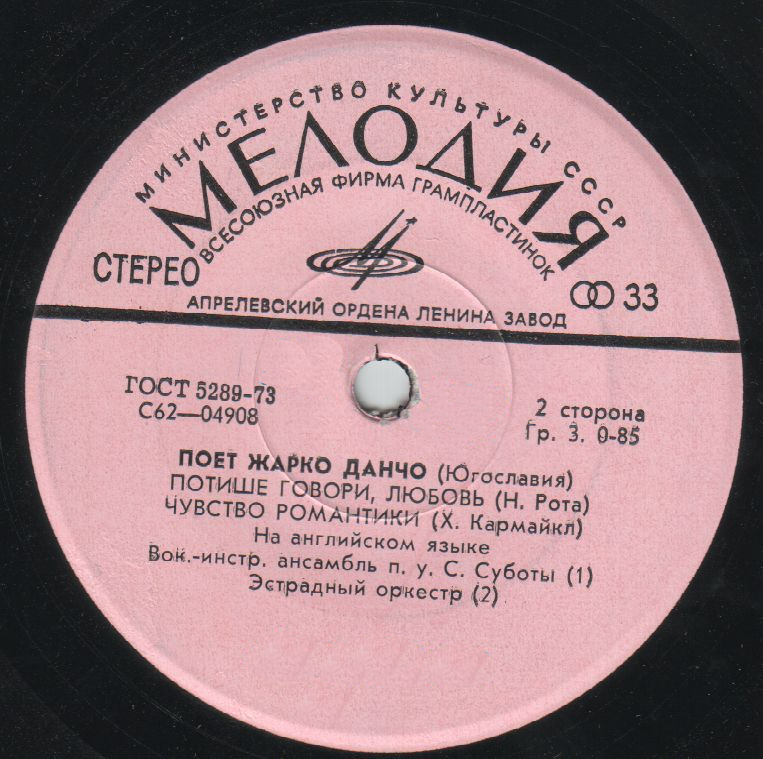 МИНИСТЕРСТВО КУЛЬТУРЫ СССР
МЕЛОДИЯ
ВСЕСОЮЗНАЯ ФИРМА ГРАМПЛАСТИНОК
СТЕРЕО
33
АПРЕЛЕВСКИЙ ОРДЕНА ЛЕНИНА ЗАВОД
ГОСТ 5289-73
С62—04908
2 сторона
Гр. 3. 0-85
ПОЕТ ЖАРКО ДАНЧО (Югославия)
ПОТИШЕ ГОВОРИ, ЛЮБОВЬ (Н. Рота)
ЧУВСТВО РОМАНТИКИ (Х. Кармайкл)
На английском языке
Вок.-инстр. ансамбль п. у. С. Суботы (1)
Эстрадный оркестр (2)